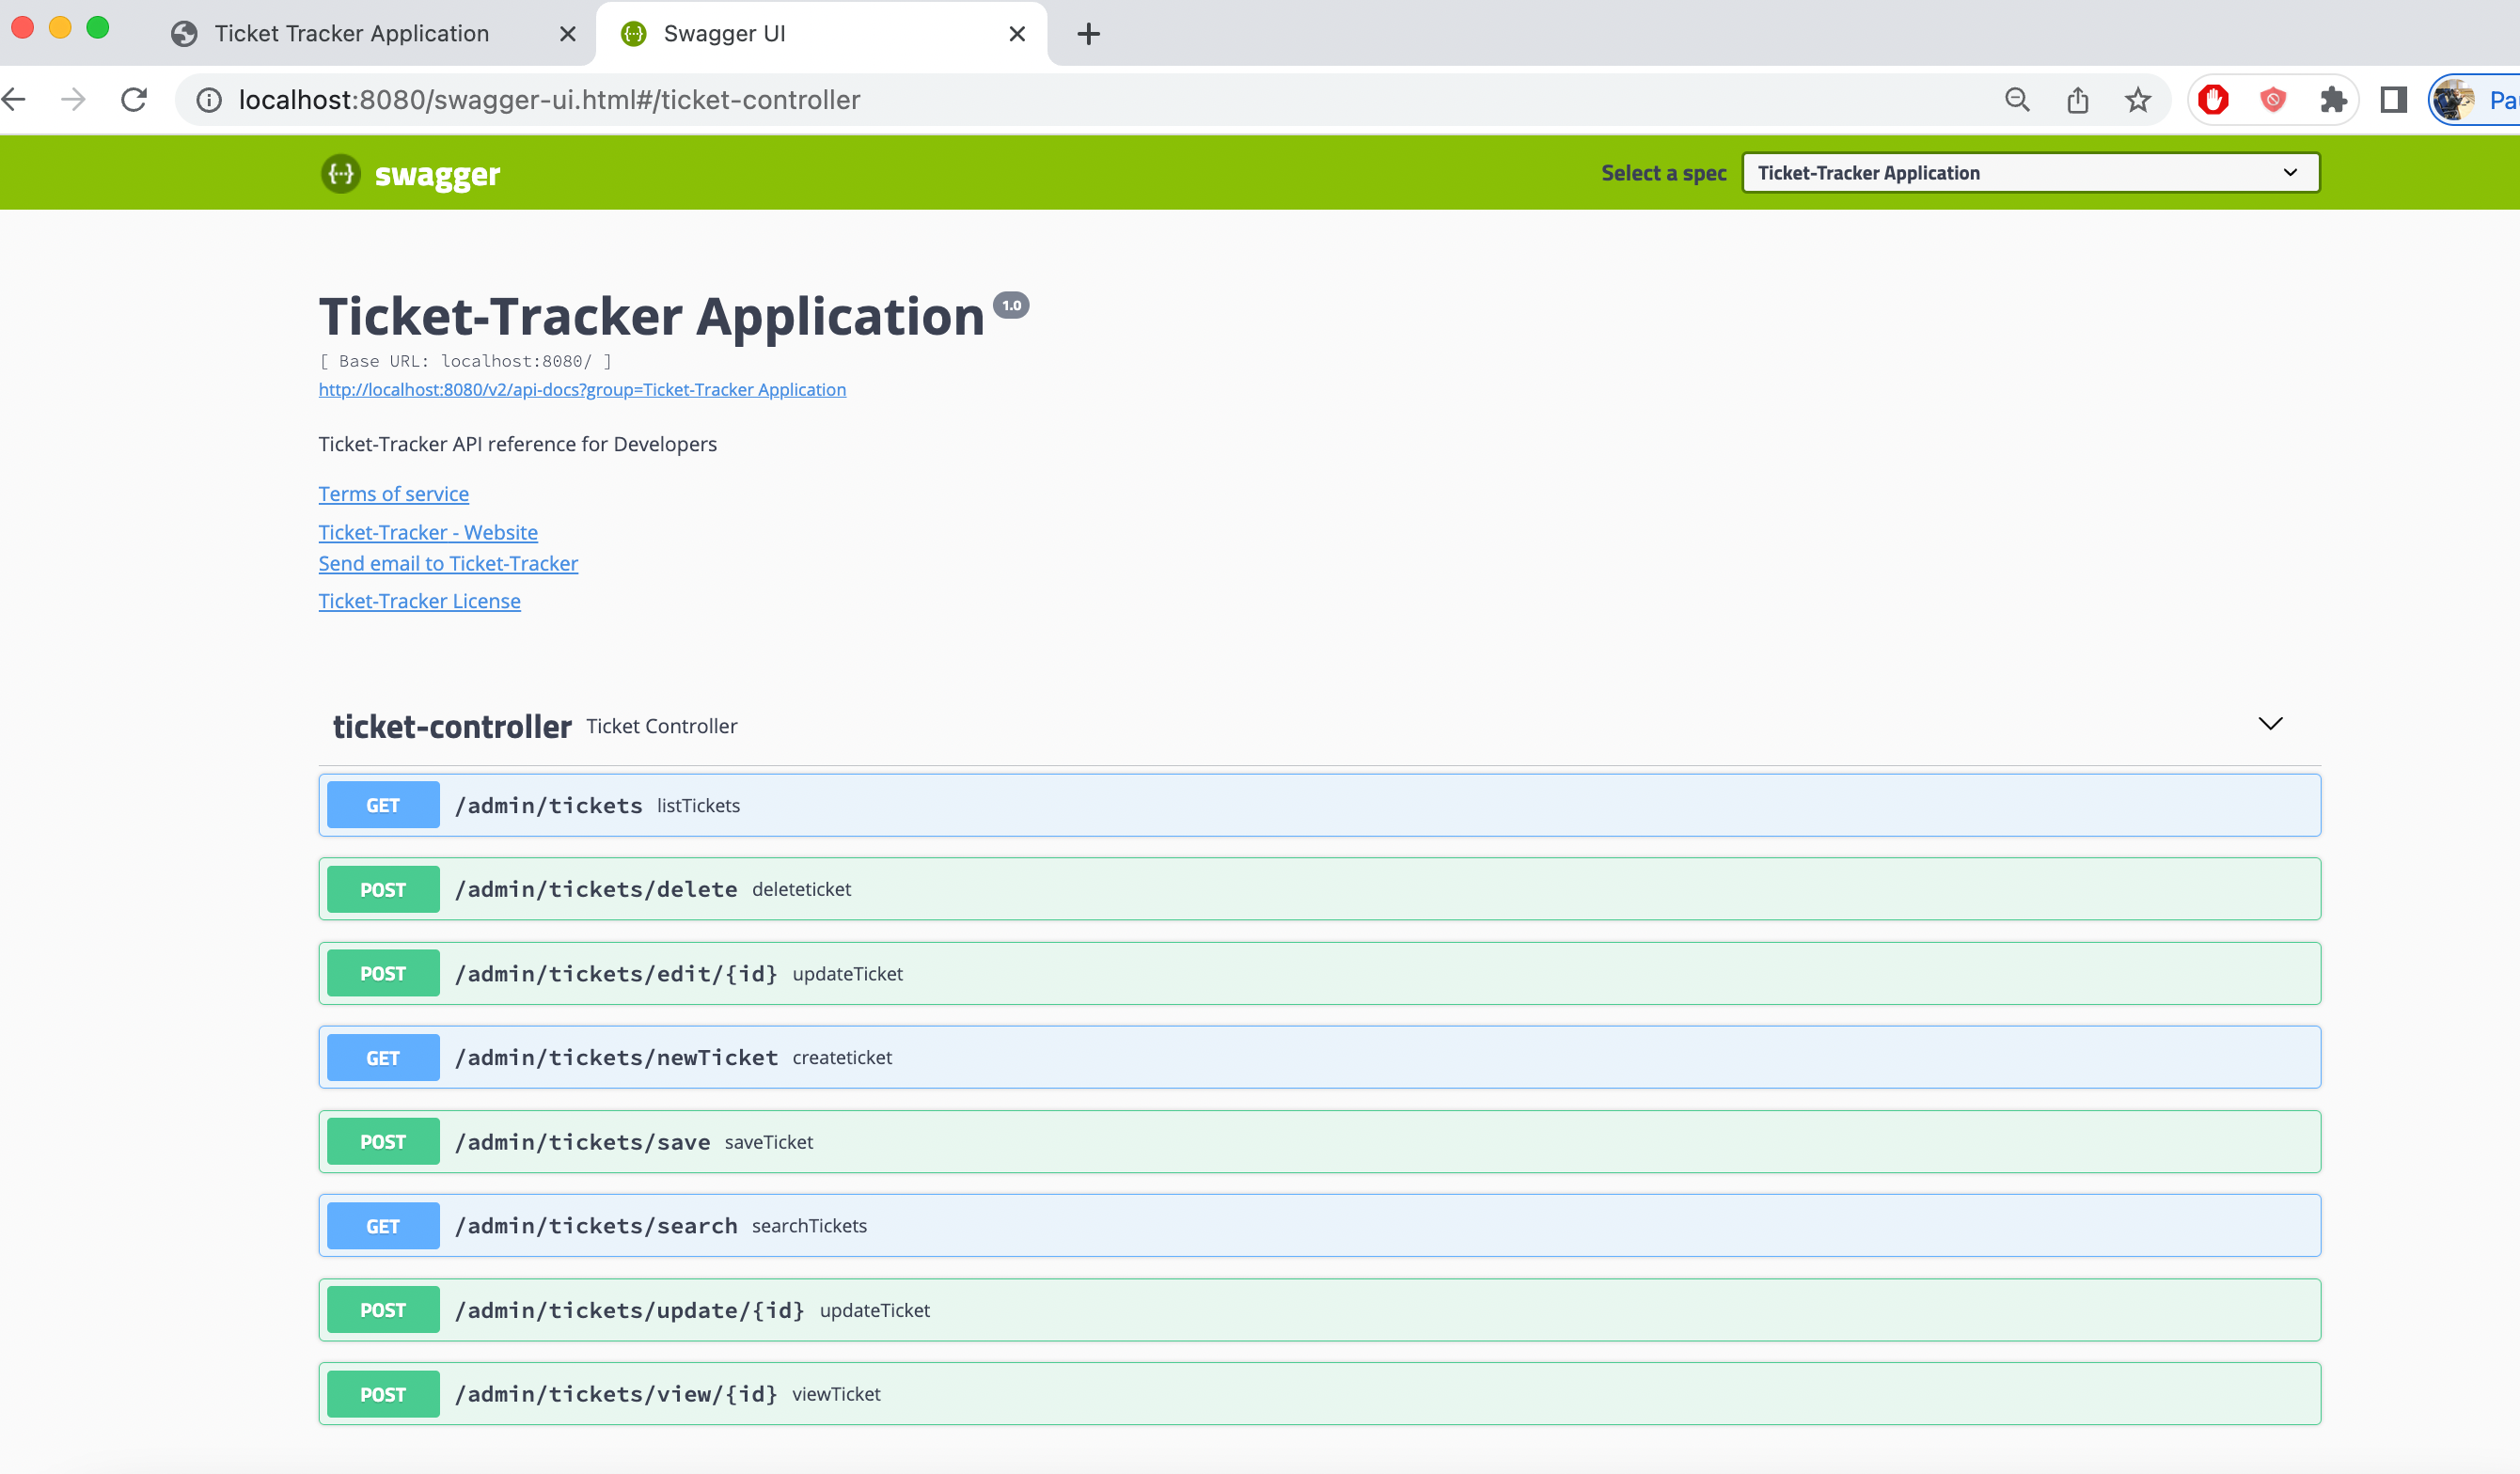 Ticket Tracker Application
Swagger UI
localhost:8080/swagger-ui.html#/ticket-controller
Pa
{...} swagger
Select a spec
Ticket-Tracker Application
Ticket-Tracker Application 1.0
[ Base URL: localhost:8080/ ]
http://localhost:8080/v2/api-docs?group=Ticket-Tracker Application
Ticket-Tracker API reference for Developers
Terms of service
Ticket-Tracker - Website
Send email to Ticket-Tracker
Ticket-Tracker License
ticket-controller Ticket Controller
GET /admin/tickets listTickets
POST /admin/tickets/delete deleteticket
POST /admin/tickets/edit/{id} updateTicket
GET /admin/tickets/newTicket createticket
POST /admin/tickets/save saveTicket
GET /admin/tickets/search searchTickets
POST /admin/tickets/update/{id} updateTicket
POST /admin/tickets/view/{id} viewTicket